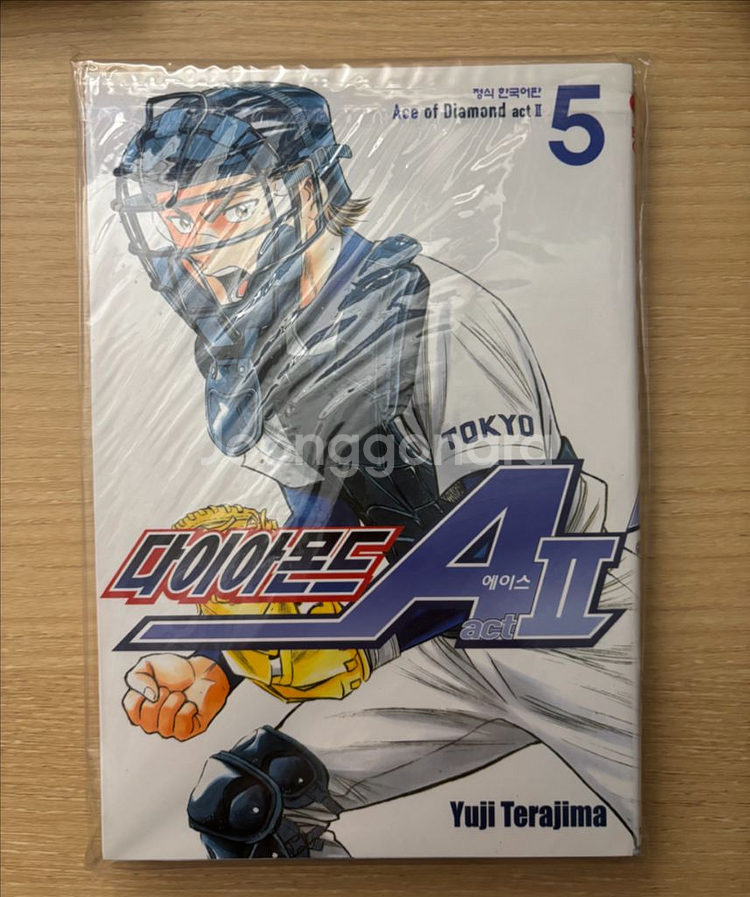 정식 한국어판
Ace of Diamond act II
5
TOKYO
joonggonara
다이아몬드
A
에이스
act II
Yuji Terajima